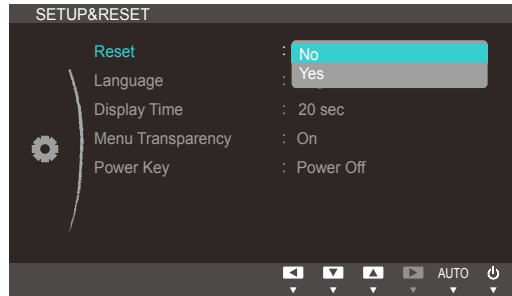 SETUP&RESET
Reset : No
Yes
Language :
Display Time : 20 sec
Menu Transparency : On
Power Key : Power Off
AUTO